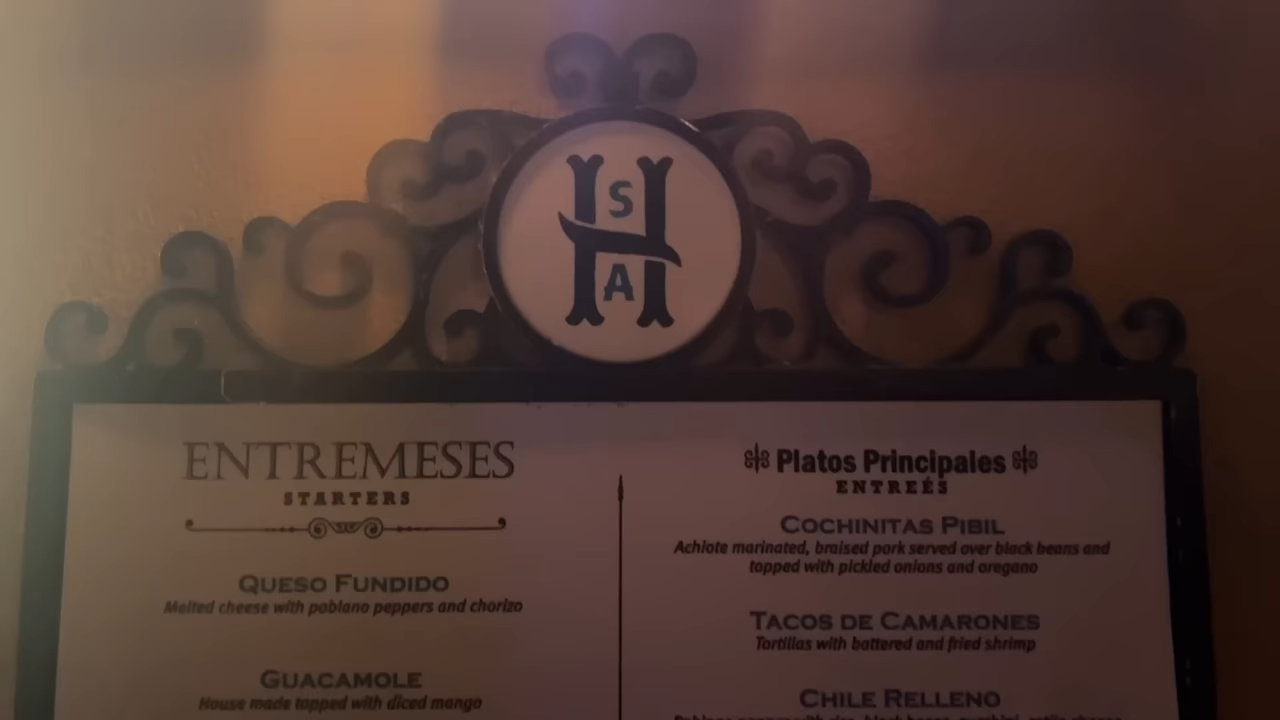 S
H
A
ENTREMESES
STARTERS
QUESO FUNDIDO
Melted cheese with poblano peppers and chorizo
GUACAMOLE
House made topped with diced mango
Platos Principales
ENTREÉS
COCHINITAS PIBIL
Achiote marinated, braised pork served over black beans and
topped with pickled onions and oregano
TACOS DE CAMARONES
Tortillas with battered and fried shrimp
CHILE RELLENO